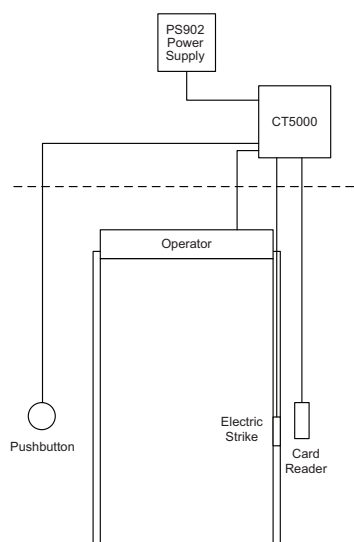 PS902
Power
Supply
CT5000
Operator
Electric
Strike
Pushbutton
Card
Reader